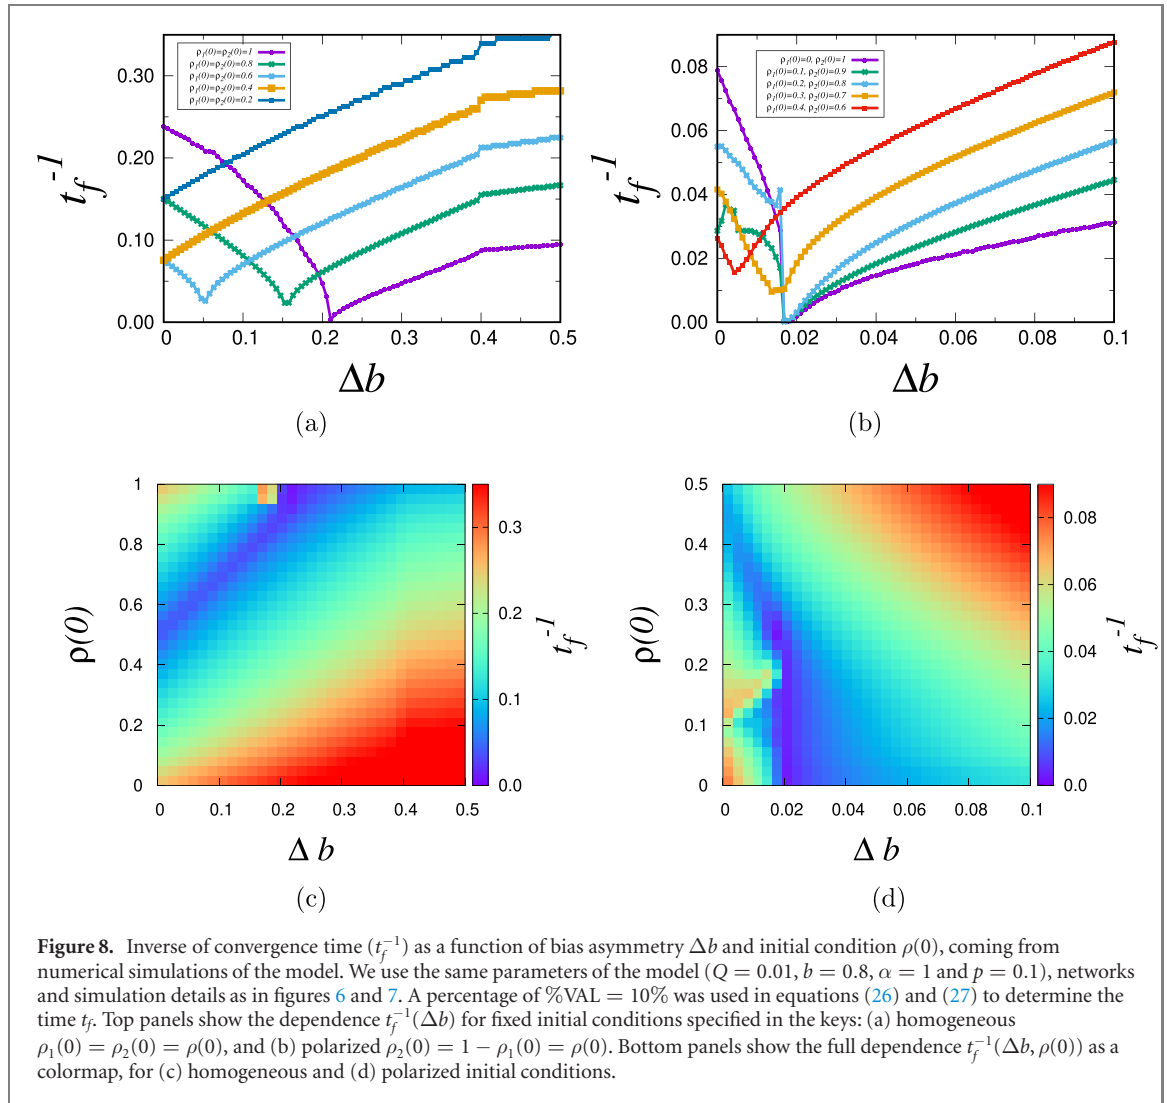 0.30
0.20
0.10
0.00
t_f^-1
ρ1(0)=ρ2(0)=1
ρ1(0)=ρ2(0)=0.8
ρ1(0)=ρ2(0)=0.6
ρ1(0)=ρ2(0)=0.4
ρ1(0)=ρ2(0)=0.2
0 0.1 0.2 0.3 0.4 0.5
Δb
(a)
0.08
0.06
0.04
0.02
0.00
t_f^-1
ρ1(0)=0, ρ2(0)=1
ρ1(0)=0.1, ρ2(0)=0.9
ρ1(0)=0.2, ρ2(0)=0.8
ρ1(0)=0.3, ρ2(0)=0.7
ρ1(0)=0.4, ρ2(0)=0.6
0 0.02 0.04 0.06 0.08 0.1
Δb
(b)
1
0.8
0.6
0.4
0.2
0
ρ(0)
0 0.1 0.2 0.3 0.4 0.5
Δ b
0.3
0.2
0.1
0.0
t_f^-1
(c)
0.5
0.4
0.3
0.2
0.1
0
ρ(0)
0 0.02 0.04 0.06 0.08 0.1
Δ b
0.08
0.06
0.04
0.02
0.0
t_f^-1
(d)
Figure 8. Inverse of convergence time (t_f^−1) as a function of bias asymmetry Δb and initial condition ρ(0), coming from
numerical simulations of the model. We use the same parameters of the model (Q = 0.01, b = 0.8, α = 1 and p = 0.1), networks
and simulation details as in figures 6 and 7. A percentage of %VAL = 10% was used in equations (26) and (27) to determine the
time t_f. Top panels show the dependence t_f^−1(Δb) for fixed initial conditions specified in the keys: (a) homogeneous
ρ1(0) = ρ2(0) = ρ(0), and (b) polarized ρ2(0) = 1 − ρ1(0) = ρ(0). Bottom panels show the full dependence t_f^−1(Δb, ρ(0)) as a
colormap, for (c) homogeneous and (d) polarized initial conditions.